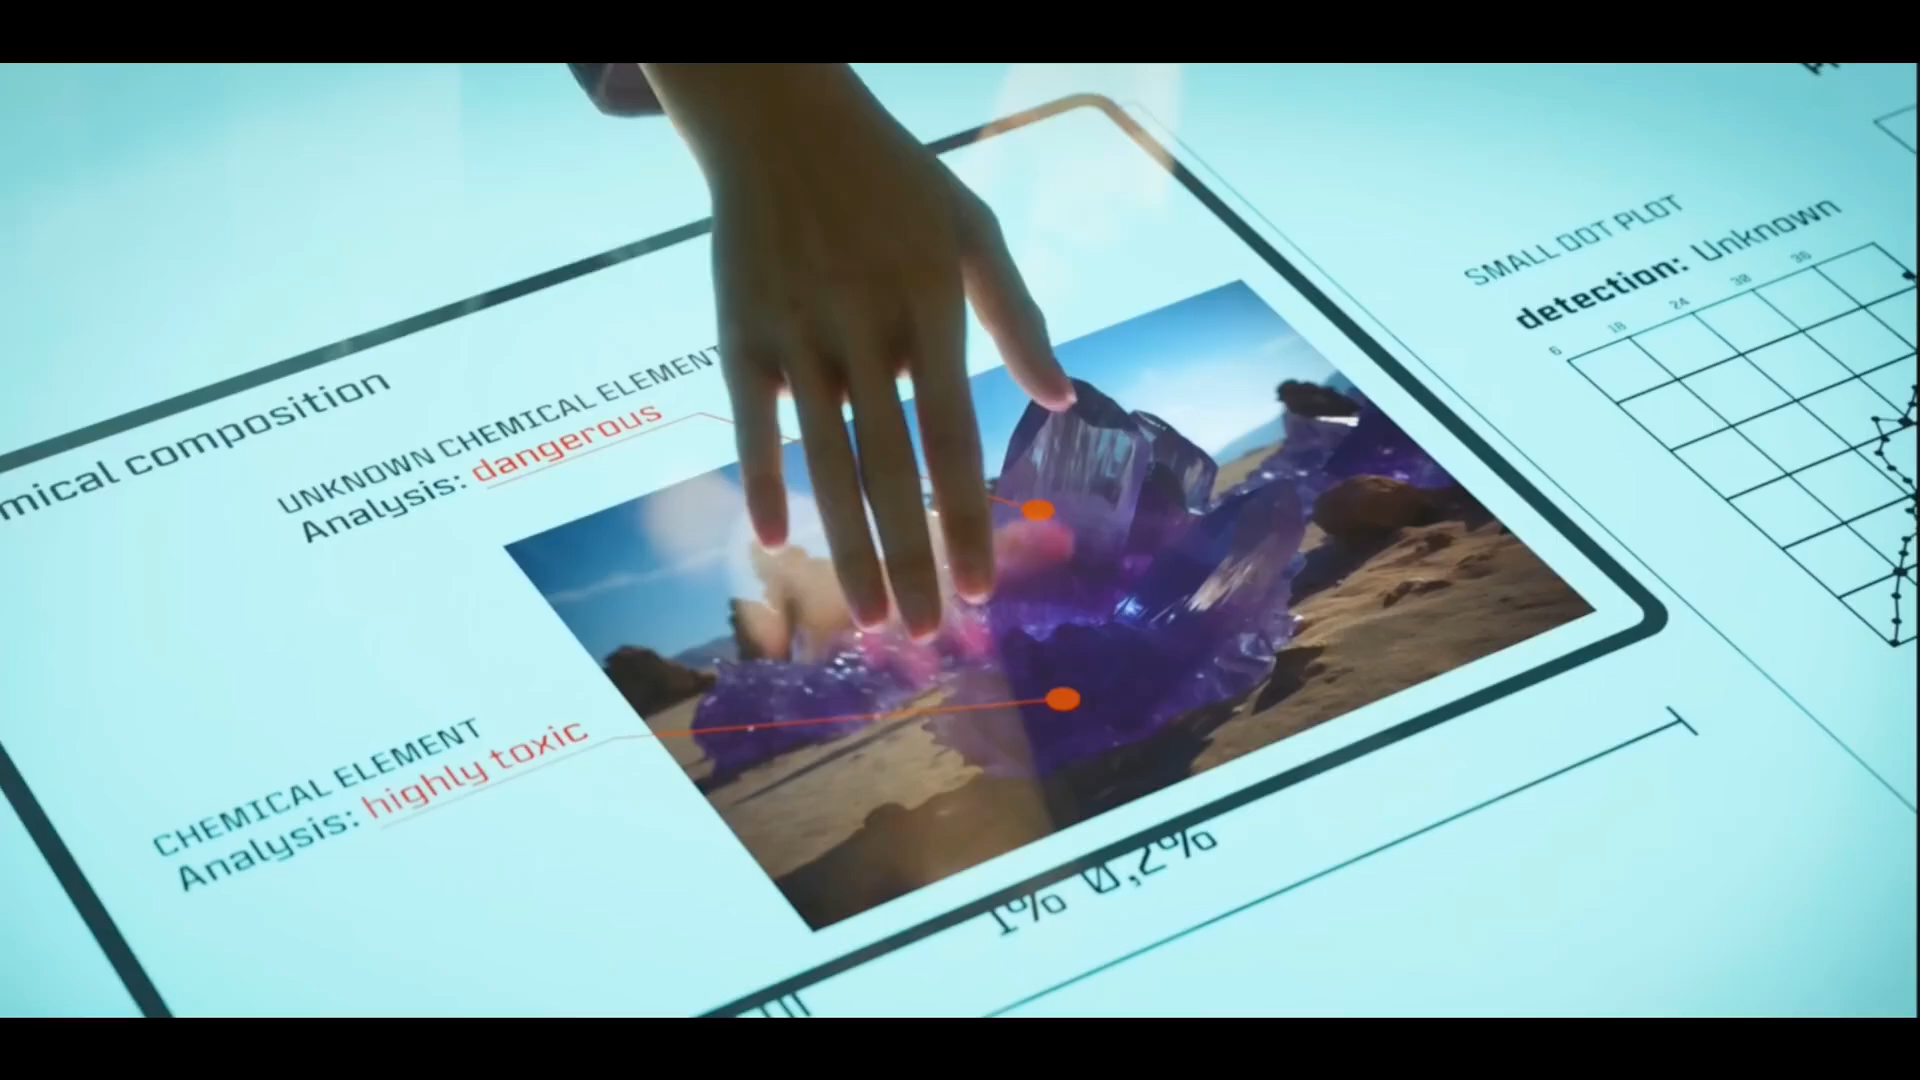 mical composition
UNKNOWN CHEMICAL ELEMENT
Analysis: dangerous
CHEMICAL ELEMENT
Analysis: highly toxic
1% 0,2%
SMALL DOT PLOT
detection: Unknown
6 18 24 30 36